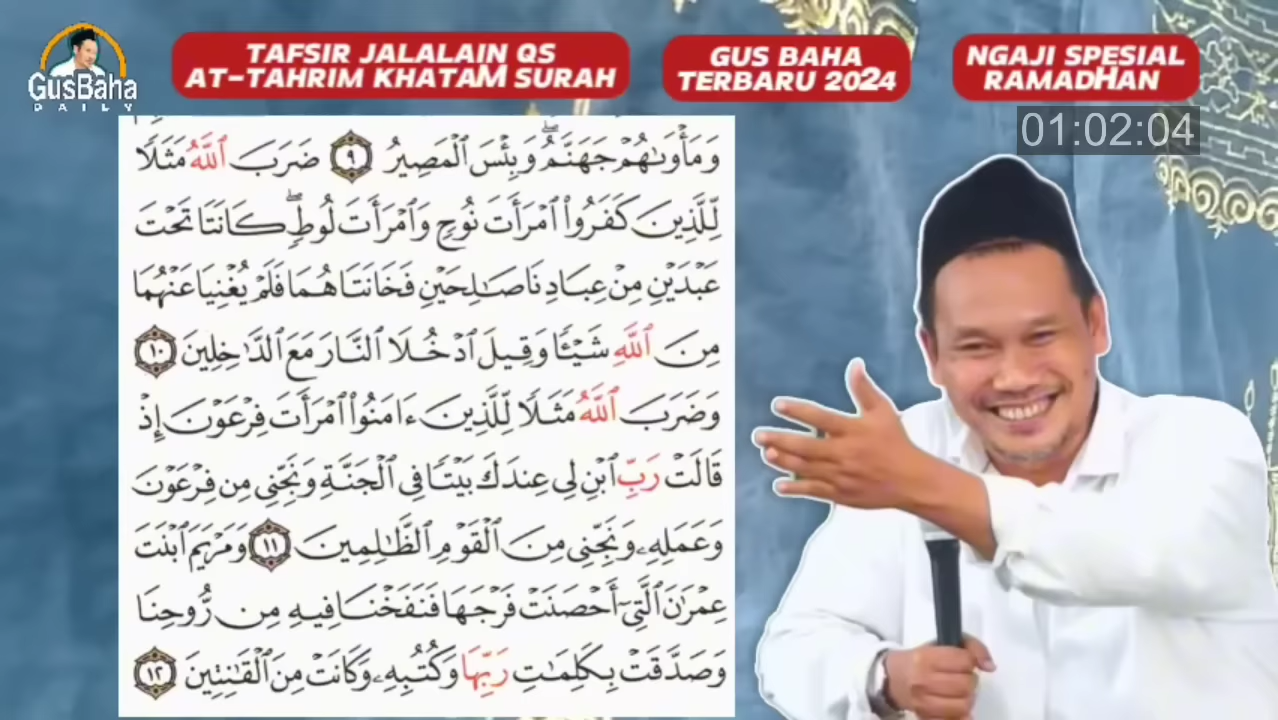 GusBaha
DAILY
TAFSIR JALALAIN QS
AT-TAHRIM KHATAM SURAH
GUS BAHA
TERBARU 2024
NGAJI SPESIAL
RAMADHAN
01:02:04
وَمَأْوَىٰهُمْ جَهَنَّمُ ۖ وَبِئْسَ ٱلْمَصِيرُ ٩ ضَرَبَ ٱللَّهُ مَثَلًا
لِّلَّذِينَ كَفَرُوا۟ ٱمْرَأَتَ نُوحٍ وَٱمْرَأَتَ لُوطٍ ۖ كَانَتَا تَحْتَ
عَبْدَيْنِ مِنْ عِبَادِنَا صَـٰلِحَيْنِ فَخَانَتَاهُمَا فَلَمْ يُغْنِيَا عَنْهُمَا
مِنَ ٱللَّهِ شَيْـًٔا وَقِيلَ ٱدْخُلَا ٱلنَّارَ مَعَ ٱلدَّٰخِلِينَ ١٠
وَضَرَبَ ٱللَّهُ مَثَلًا لِّلَّذِينَ ءَامَنُوا۟ ٱمْرَأَتَ فِرْعَوْنَ إِذْ
قَالَتْ رَبِّ ٱبْنِ لِى عِندَكَ بَيْتًا فِى ٱلْجَنَّةِ وَنَجِّنِى مِن فِرْعَوْنَ
وَعَمَلِهِۦ وَنَجِّنِى مِنَ ٱلْقَوْمِ ٱلظَّـٰلِمِينَ ١١ وَمَرْيَمَ ٱبْنَتَ
عِمْرَٰنَ ٱلَّتِىٓ أَحْصَنَتْ فَرْجَهَا فَنَفَخْنَا فِيهِ مِن رُّوحِنَا
وَصَدَّقَتْ بِكَلِمَـٰتِ رَبِّهَا وَكُتُبِهِۦ وَكَانَتْ مِنَ ٱلْقَـٰنِتِينَ ١٢